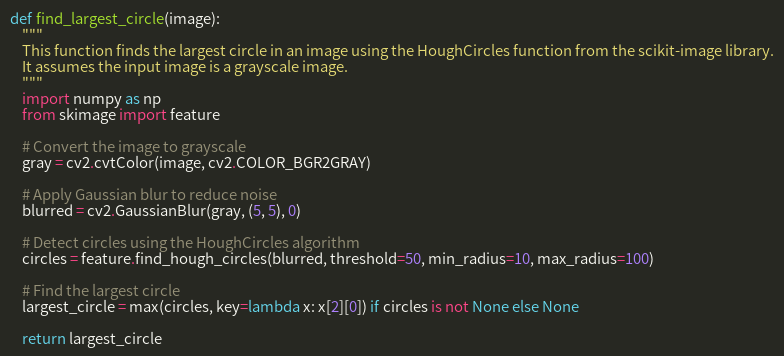 def find_largest_circle(image):
"""
This function finds the largest circle in an image using the HoughCircles function from the scikit-image library.
It assumes the input image is a grayscale image.
"""
import numpy as np
from skimage import feature
# Convert the image to grayscale
gray = cv2.cvtColor(image, cv2.COLOR_BGR2GRAY)
# Apply Gaussian blur to reduce noise
blurred = cv2.GaussianBlur(gray, (5, 5), 0)
# Detect circles using the HoughCircles algorithm
circles = feature.find_hough_circles(blurred, threshold=50, min_radius=10, max_radius=100)
# Find the largest circle
largest_circle = max(circles, key=lambda x: x[2][0]) if circles is not None else None
return largest_circle